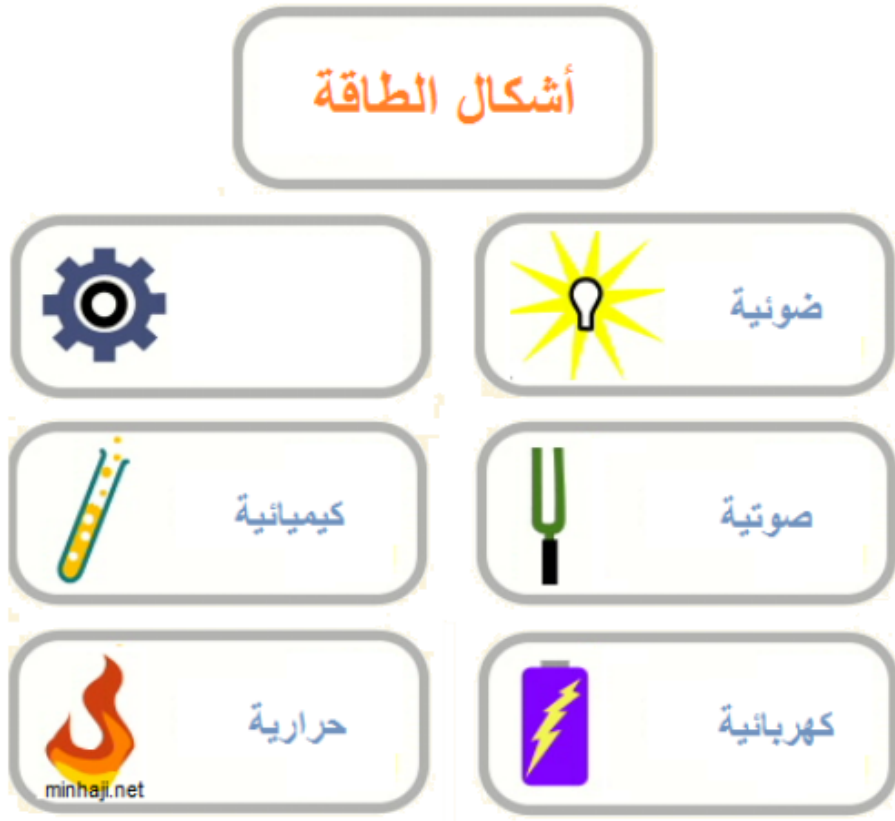 أشكال الطاقة
ضوئية
صوتية
كيميائية
كهربائية
حرارية
minhaji.net